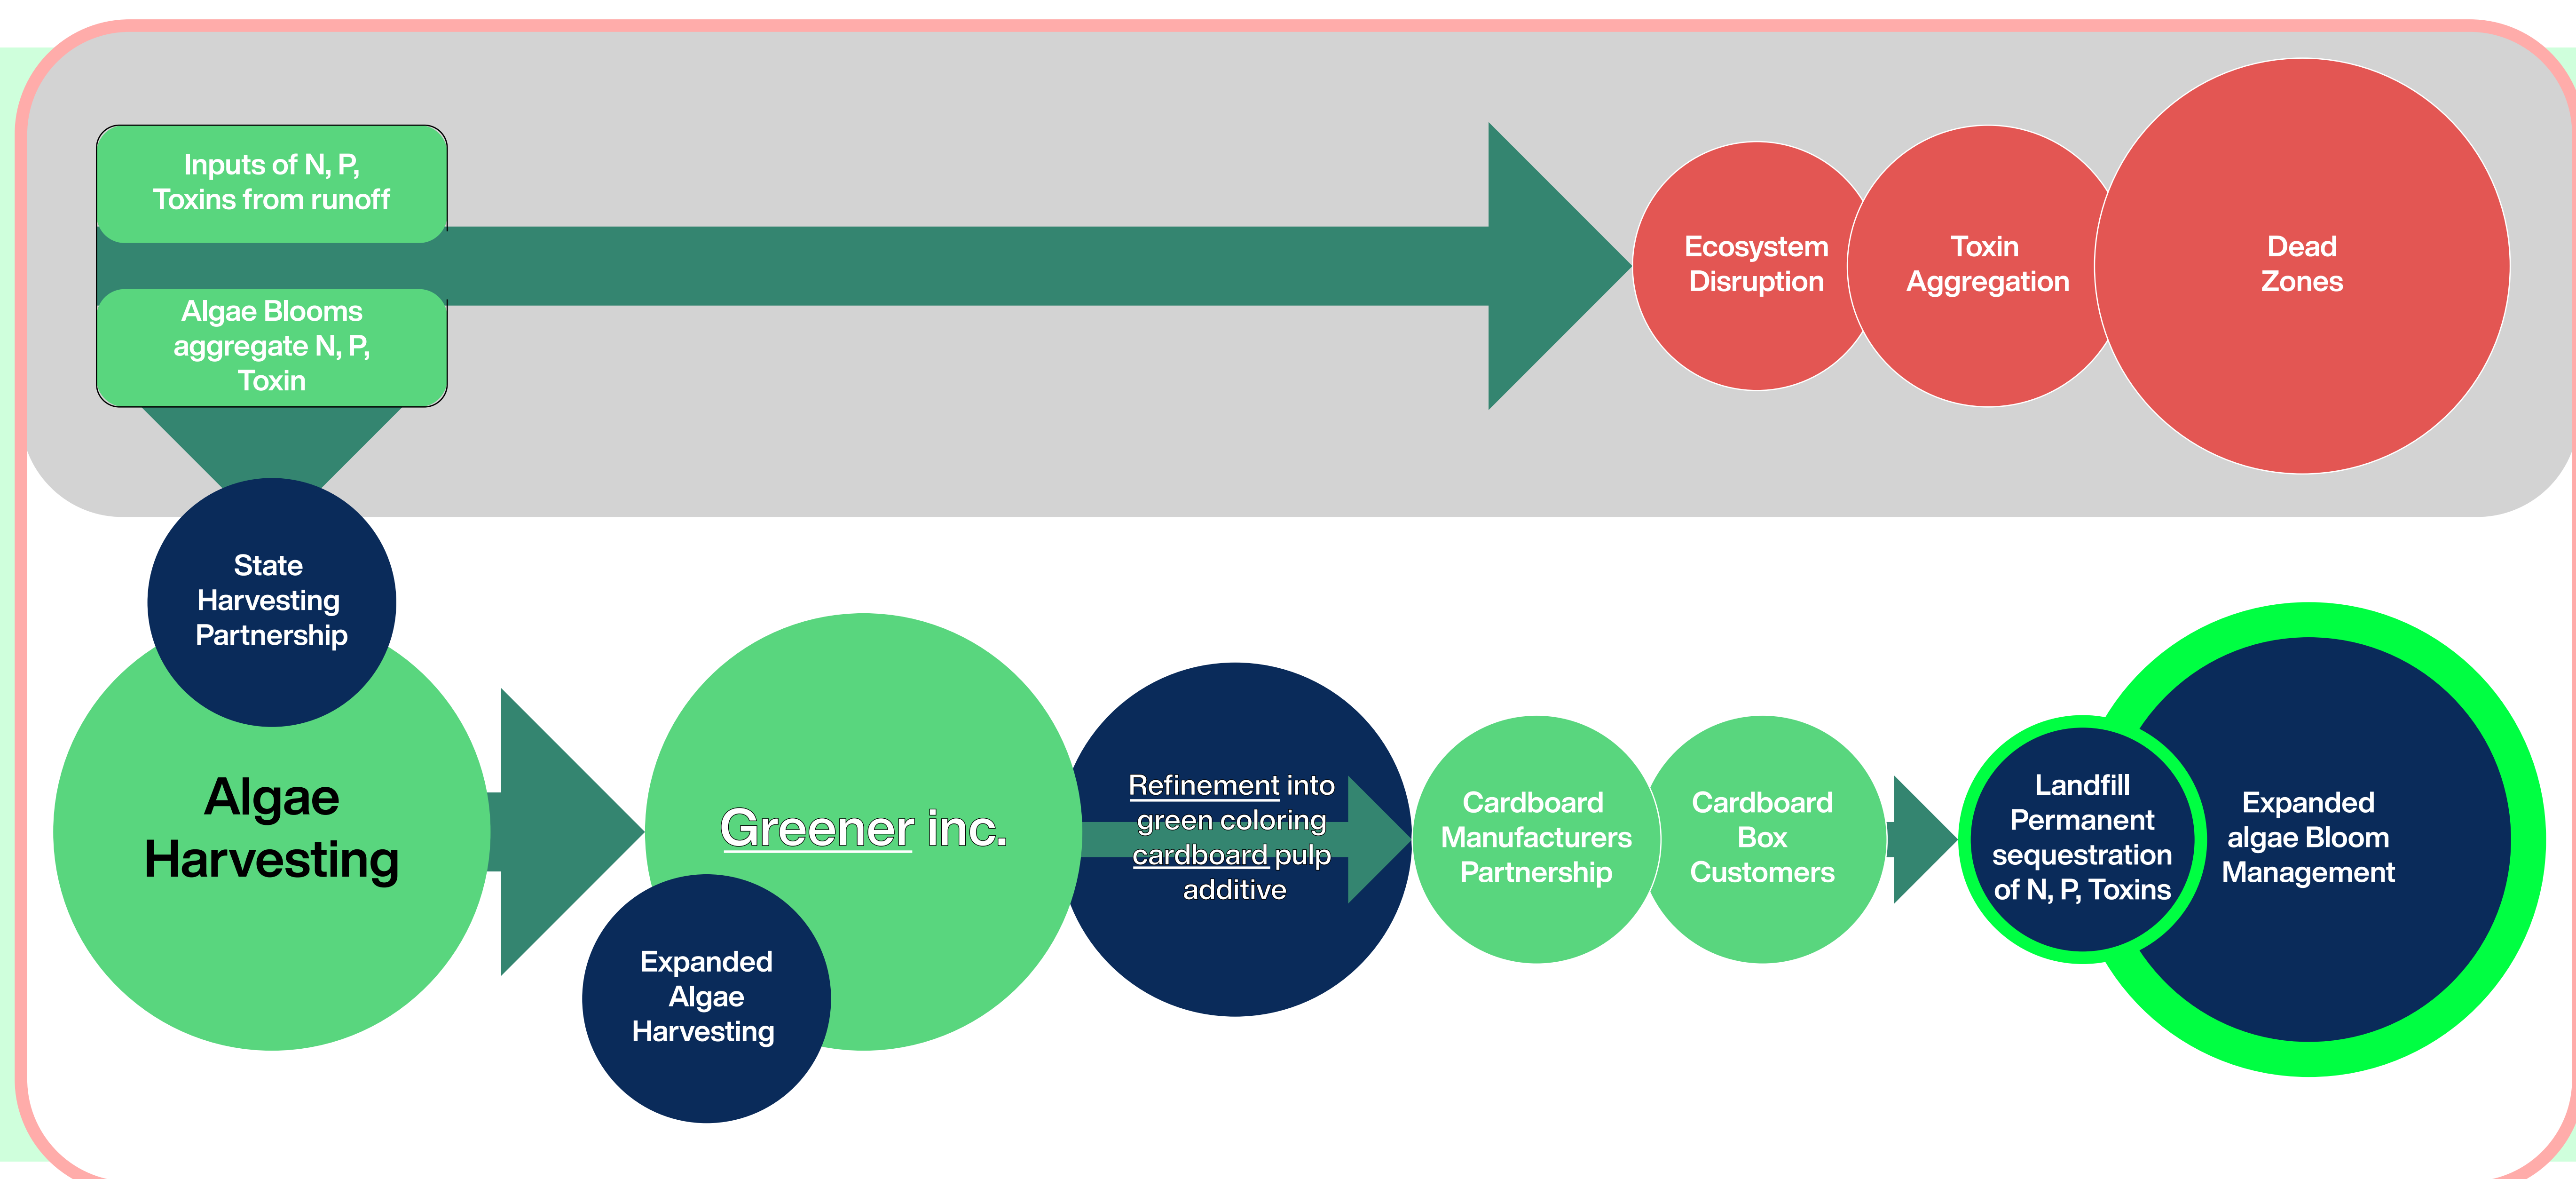 Inputs of N, P,
Toxins from runoff
Algae Blooms
aggregate N, P,
Toxin
Ecosystem
Disruption
Toxin
Aggregation
Dead
Zones
State
Harvesting
Partnership
Algae
Harvesting
Greener inc.
Expanded
Algae
Harvesting
Refinement into
green coloring
cardboard pulp
additive
Cardboard
Manufacturers
Partnership
Cardboard
Box
Customers
Landfill
Permanent
sequestration
of N, P, Toxins
Expanded
algae Bloom
Management